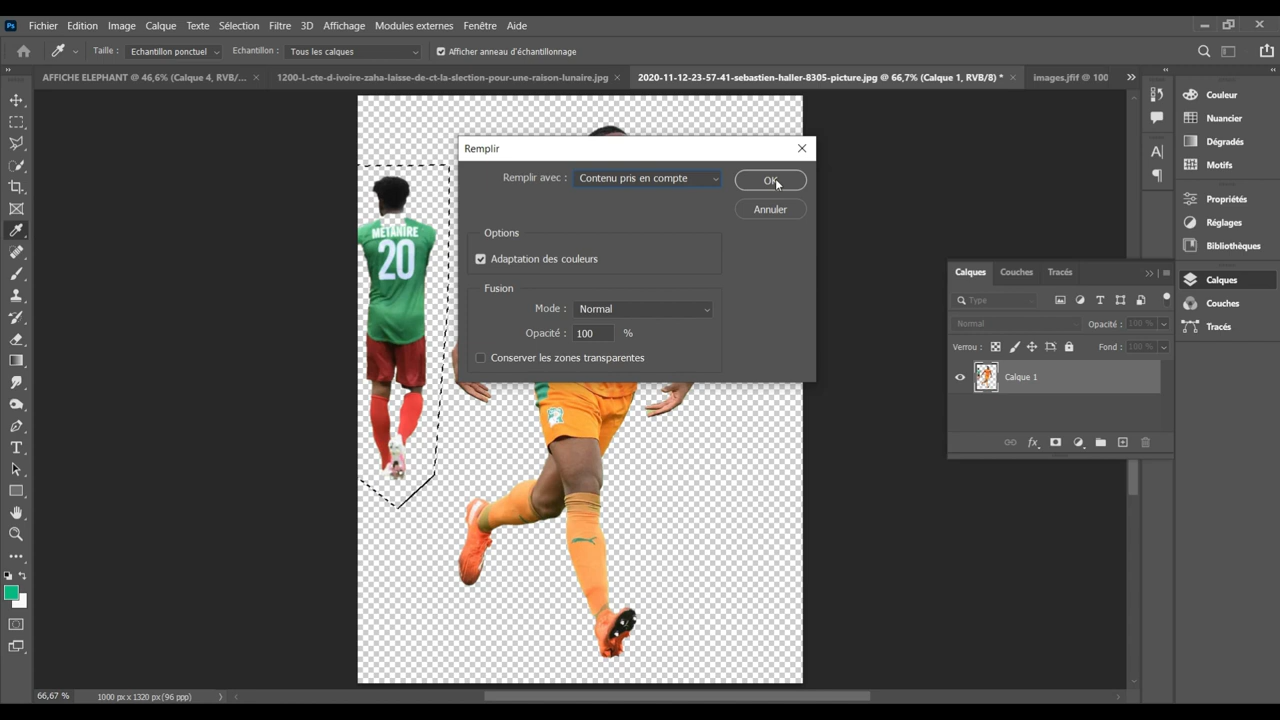 Ps Fichier Edition Image Calque Texte Sélection Filtre 3D Affichage Modules externes Fenêtre Aide
Taille : Echantillon ponctuel Echantillon : Tous les calques Afficher anneau d'échantillonnage
AFFICHE ELEPHANT @ 46,6% (Calque 4, RVB/... × 1200-L-cte-d-ivoire-zaha-laisse-de-ct-la-slection-pour-une-raison-lunaire.jpg × 2020-11-12-23-57-41-sebastien-haller-8305-picture.jpg @ 66,7% (Calque 1, RVB/8) * × images.jfif @ 100
Remplir
Remplir avec : Contenu pris en compte OK
Annuler
Options
Adaptation des couleurs
Fusion
Mode : Normal
Opacité : 100 %
Conserver les zones transparentes
METANIRE
20
Couleur
Nuancier
Dégradés
Motifs
Propriétés
Réglages
Bibliothèques
Calques
Couches
Tracés
Calques Couches Tracés
Type
Normal Opacité : 100 %
Verrou : Fond : 100 %
Calque 1
fx
66,67 % 1000 px x 1320 px (96 ppp)